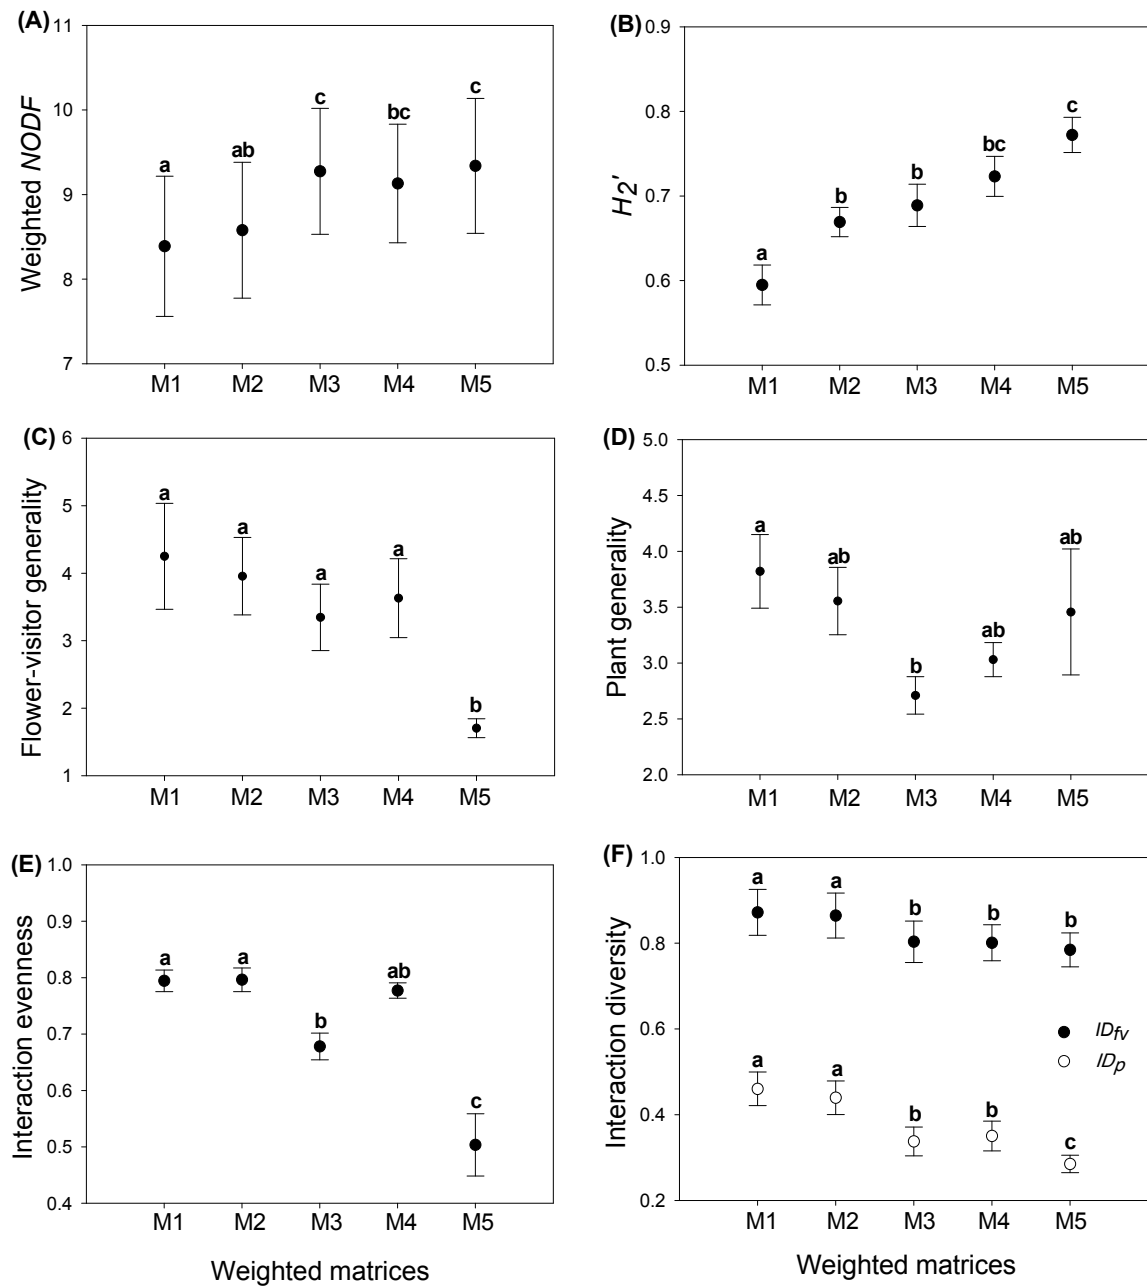 (A)
Weighted NODF
11
10
9
8
7
a
ab
c
bc
c
M1 M2 M3 M4 M5
(B)
H2'
0.9
0.8
0.7
0.6
0.5
a
b
b
bc
c
M1 M2 M3 M4 M5
(C)
Flower-visitor generality
6
5
4
3
2
1
a
a
a
a
b
M1 M2 M3 M4 M5
(D)
Plant generality
5.0
4.5
4.0
3.5
3.0
2.5
2.0
a
ab
b
ab
ab
M1 M2 M3 M4 M5
(E)
Interaction evenness
1.0
0.9
0.8
0.7
0.6
0.5
0.4
a
a
b
ab
c
M1 M2 M3 M4 M5
Weighted matrices
(F)
Interaction diversity
1.0
0.8
0.6
0.4
0.2
a
a
b
b
b
IDfv
IDp
a
a
b
b
c
M1 M2 M3 M4 M5
Weighted matrices